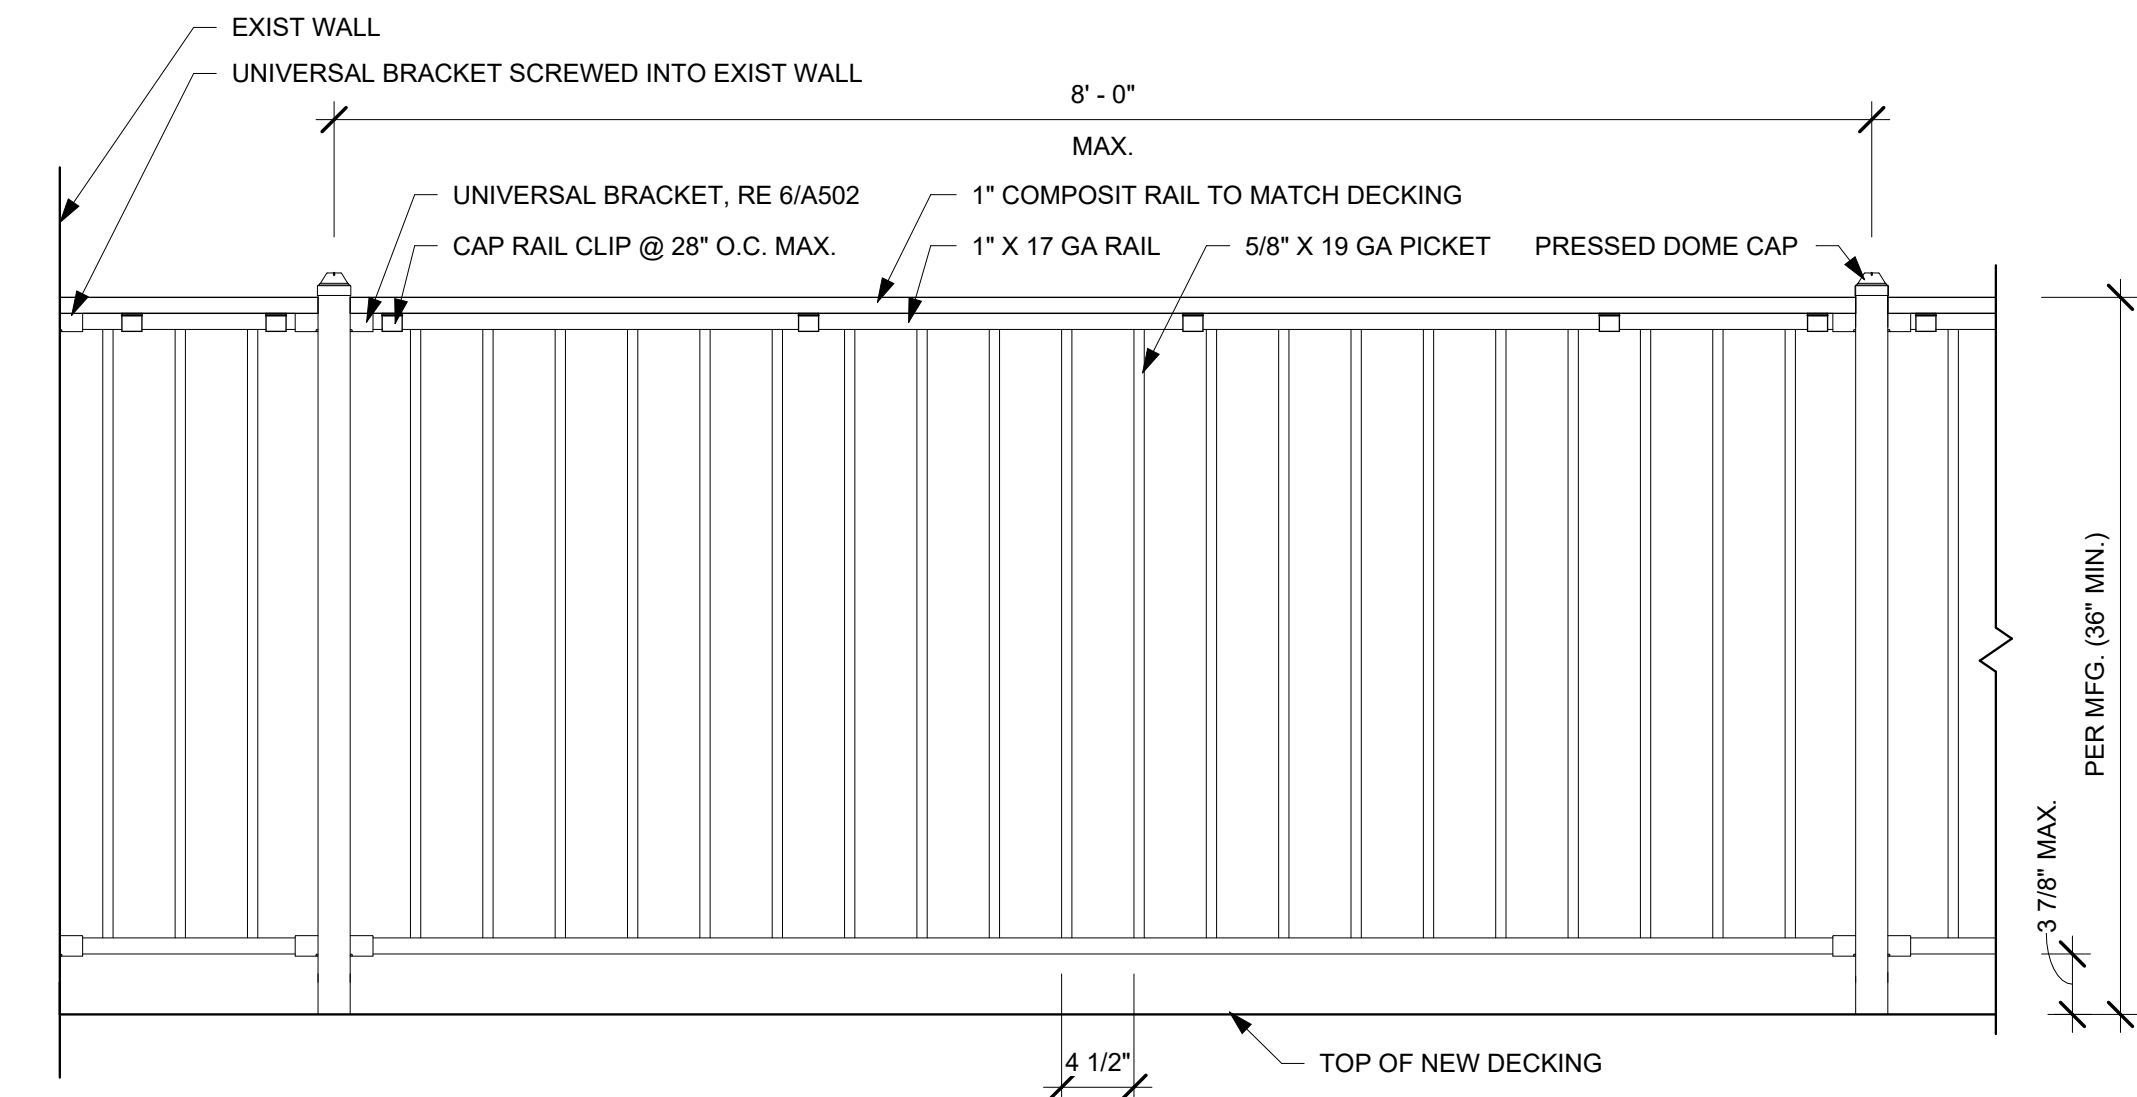 EXIST WALL
UNIVERSAL BRACKET SCREWED INTO EXIST WALL
8' - 0"
MAX.
UNIVERSAL BRACKET, RE 6/A502
1" COMPOSIT RAIL TO MATCH DECKING
CAP RAIL CLIP @ 28" O.C. MAX.
1" X 17 GA RAIL
5/8" X 19 GA PICKET
PRESSED DOME CAP
PER MFG. (36" MIN.)
3 7/8" MAX.
4 1/2"
TOP OF NEW DECKING